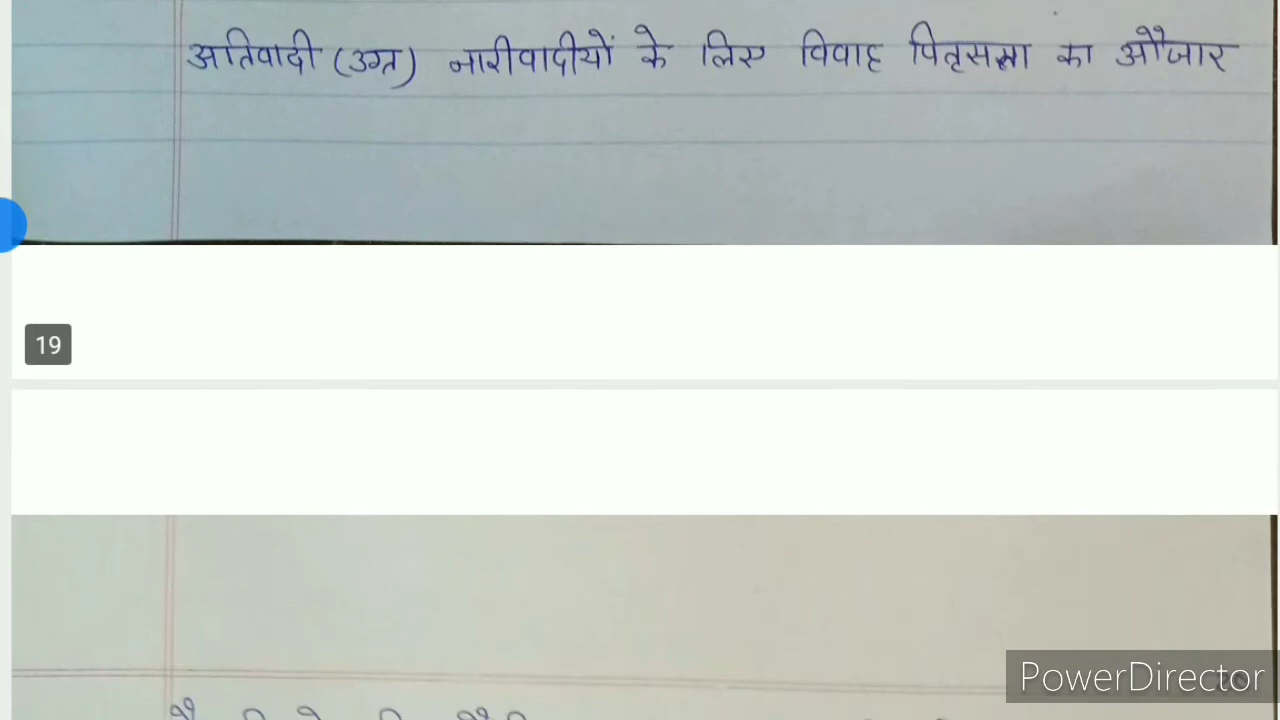 अतिवादी (उग्र) नारीवादीयों के लिए विवाह पितृसत्ता का औजार
19
PowerDirector